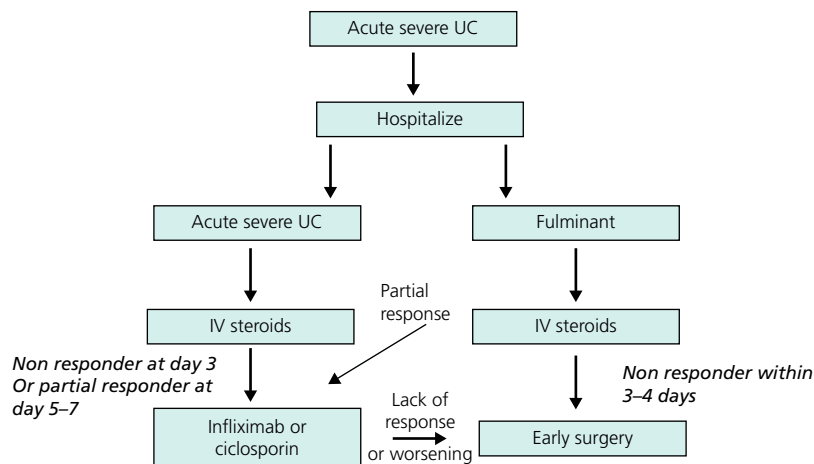 Acute severe UC
Hospitalize
Acute severe UC
Fulminant
Partial
response
IV steroids
IV steroids
Non responder at day 3
Or partial responder at
day 5–7
Non responder within
3–4 days
Infliximab or
ciclosporin
Lack of
response
or worsening
Early surgery